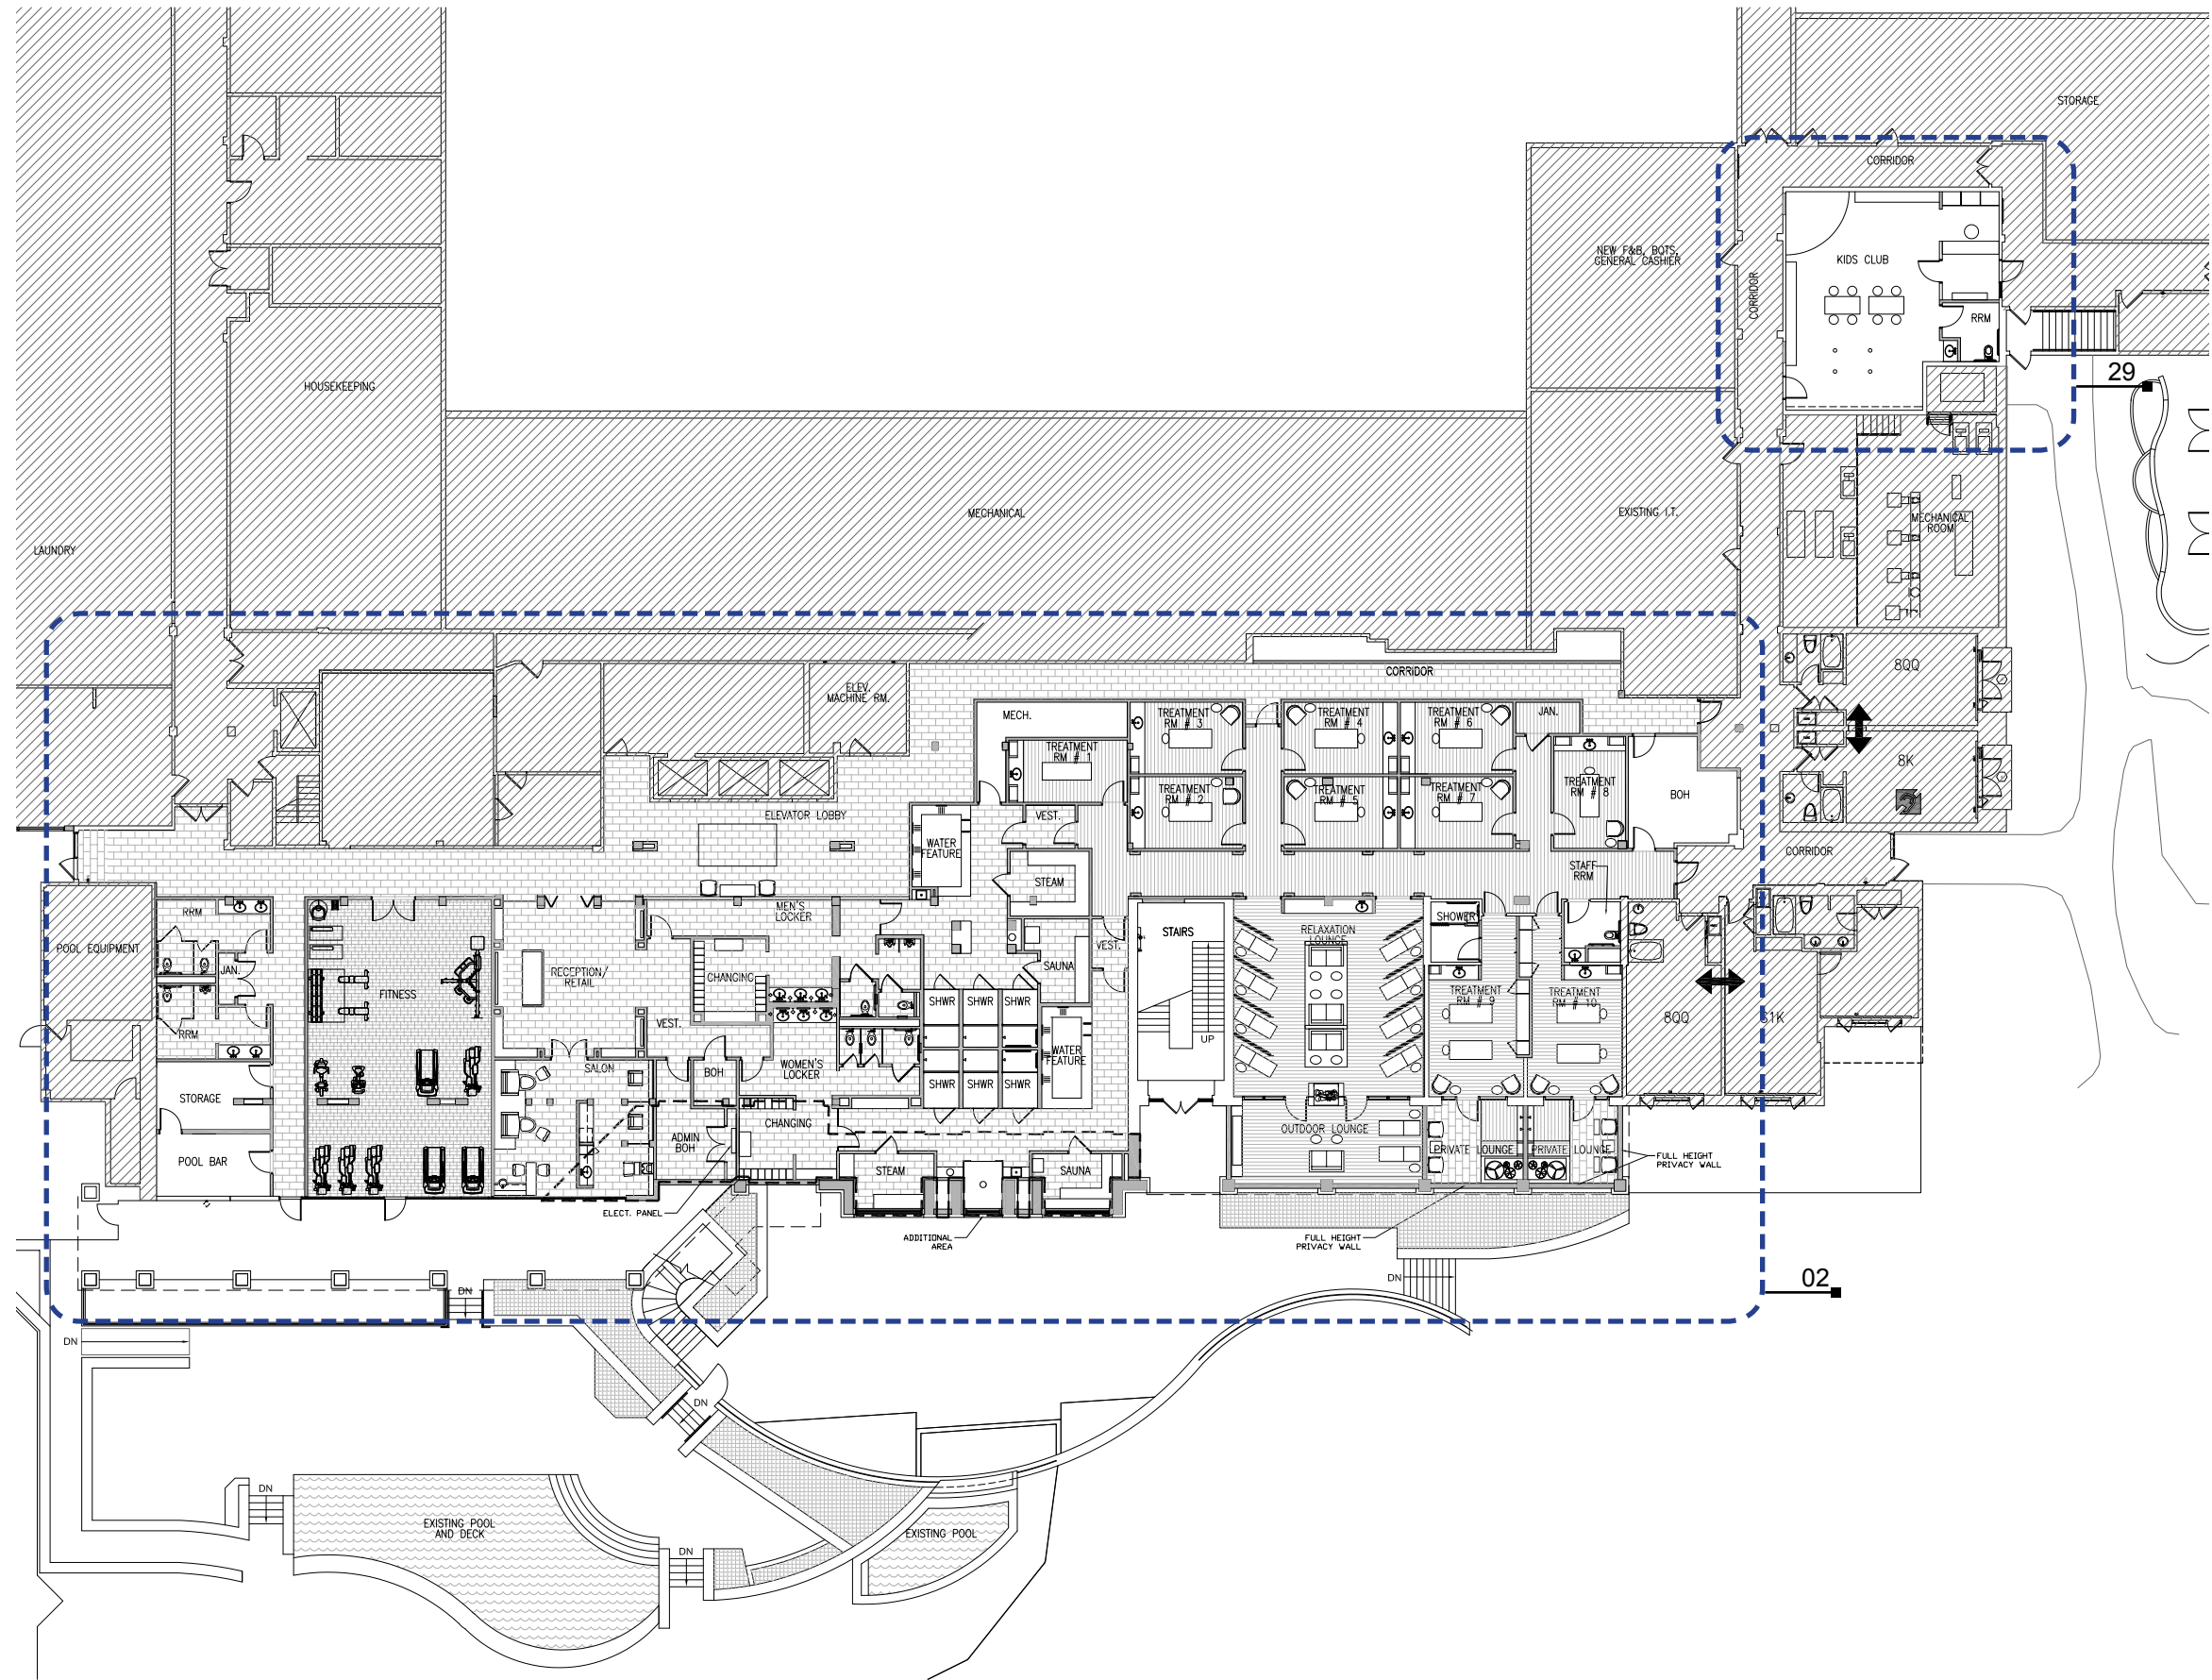 STORAGE
CORRIDOR
NEW F&B, BQTS,
GENERAL CASHIER
KIDS CLUB
CORRIDOR
RRM
29
HOUSEKEEPING
MECHANICAL
EXISTING I.T.
MECHANICAL
ROOM
LAUNDRY
8QQ
CORRIDOR
ELEV.
MACHINE RM.
MECH.
TREATMENT
RM # 3
TREATMENT
RM # 4
TREATMENT
RM # 6
JAN.
TREATMENT
RM # 1
8K
TREATMENT
RM # 2
TREATMENT
RM # 5
TREATMENT
RM # 7
TREATMENT
RM # 8
BOH
ELEVATOR LOBBY
VEST.
WATER
FEATURE
CORRIDOR
STEAM
STAFF
RRM
RRM
MEN'S
LOCKER
SHOWER
STAIRS
RELAXATION
LOUNGE
POOL EQUIPMENT
VEST.
JAN.
RECEPTION/
RETAIL
CHANGING
SAUNA
FITNESS
TREATMENT
RM # 9
TREATMENT
RM # 10
SHWR
SHWR
SHWR
8QQ
S1K
RRM
VEST.
UP
WATER
FEATURE
SALON
BOH
WOMEN'S
LOCKER
SHWR
SHWR
SHWR
STORAGE
CHANGING
OUTDOOR LOUNGE
ADMIN
BOH
PRIVATE LOUNGE
PRIVATE LOUNGE
POOL BAR
STEAM
SAUNA
FULL HEIGHT
PRIVACY WALL
ELECT. PANEL
ADDITIONAL
AREA
FULL HEIGHT
PRIVACY WALL
DN
02
DN
DN
DN
DN
EXISTING POOL
AND DECK
EXISTING POOL
DN